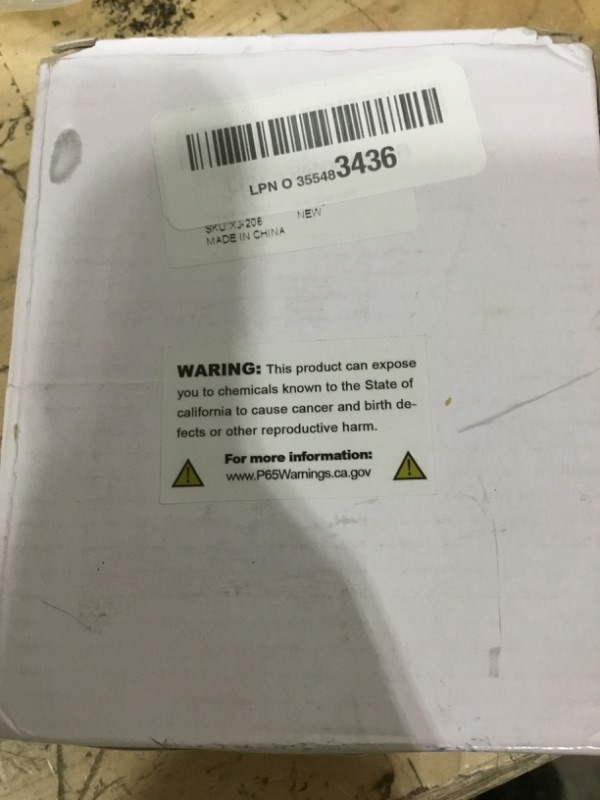 LPN O 355483436
SKU XJ-206 NEW
MADE IN CHINA
WARING: This product can expose
you to chemicals known to the State of
california to cause cancer and birth de-
fects or other reproductive harm.
For more information:
www.P65Warnings.ca.gov